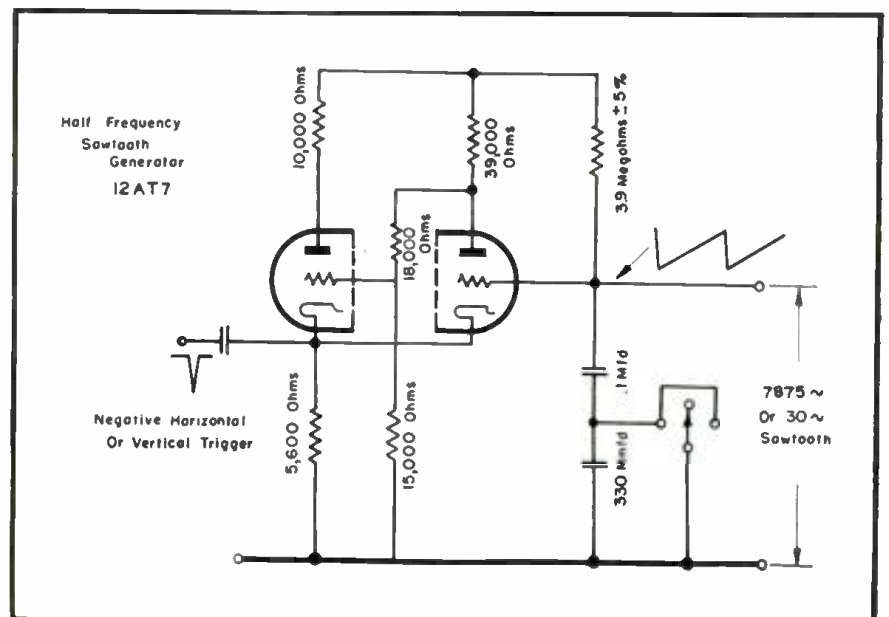 Half Frequency
Sawtooth
Generator
12AT7
10,000 Ohms
39,000
Ohms
3.9 Megohms ±5%
18,000
Ohms
Negative Horizontal
Or Vertical Trigger
5,600 Ohms
15,000 Ohms
.1 Mfd
330 Mmfd
7875 ~
Or 30 ~
Sawtooth